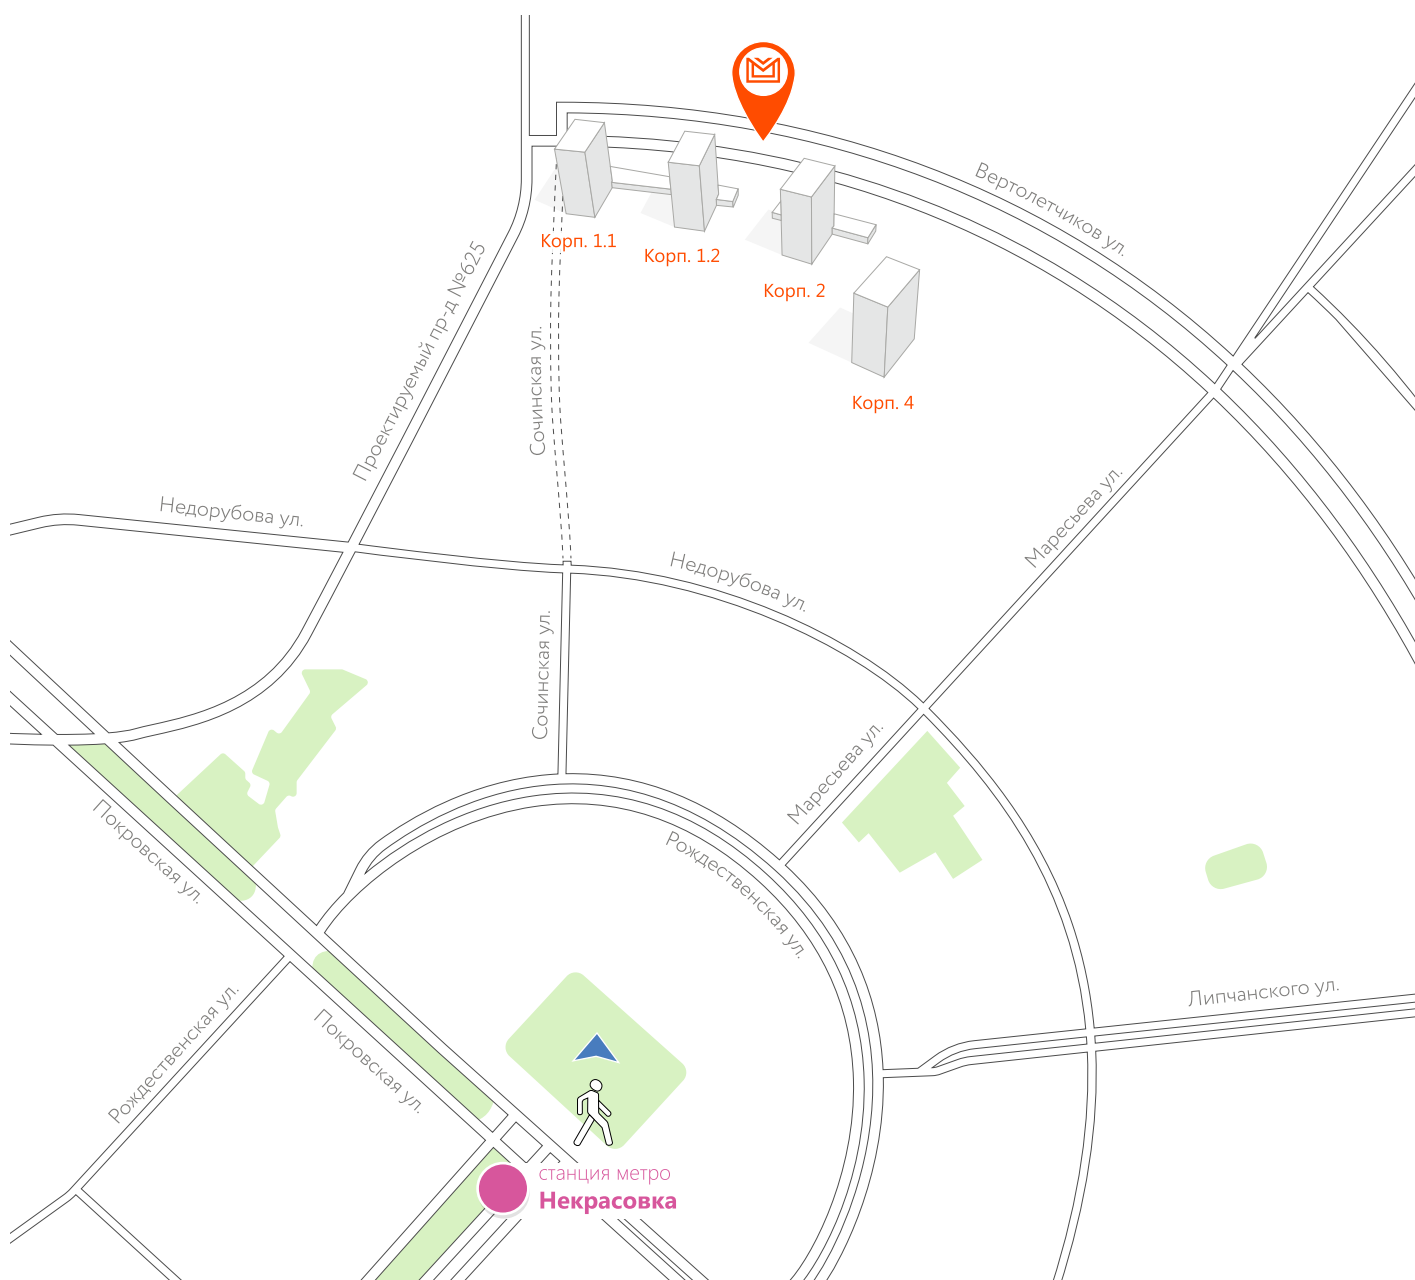 Вертолетчиков ул.
Корп. 1.1
Корп. 1.2
Корп. 2
Корп. 4
Проектируемый пр-д №625
Сочинская ул.
Недорубова ул.
Маресьева ул.
Недорубова ул.
Сочинская ул.
Маресьева ул.
Покровская ул.
Рождественская ул.
Липчанского ул.
Рождественская ул.
Покровская ул.
станция метро
Некрасовка